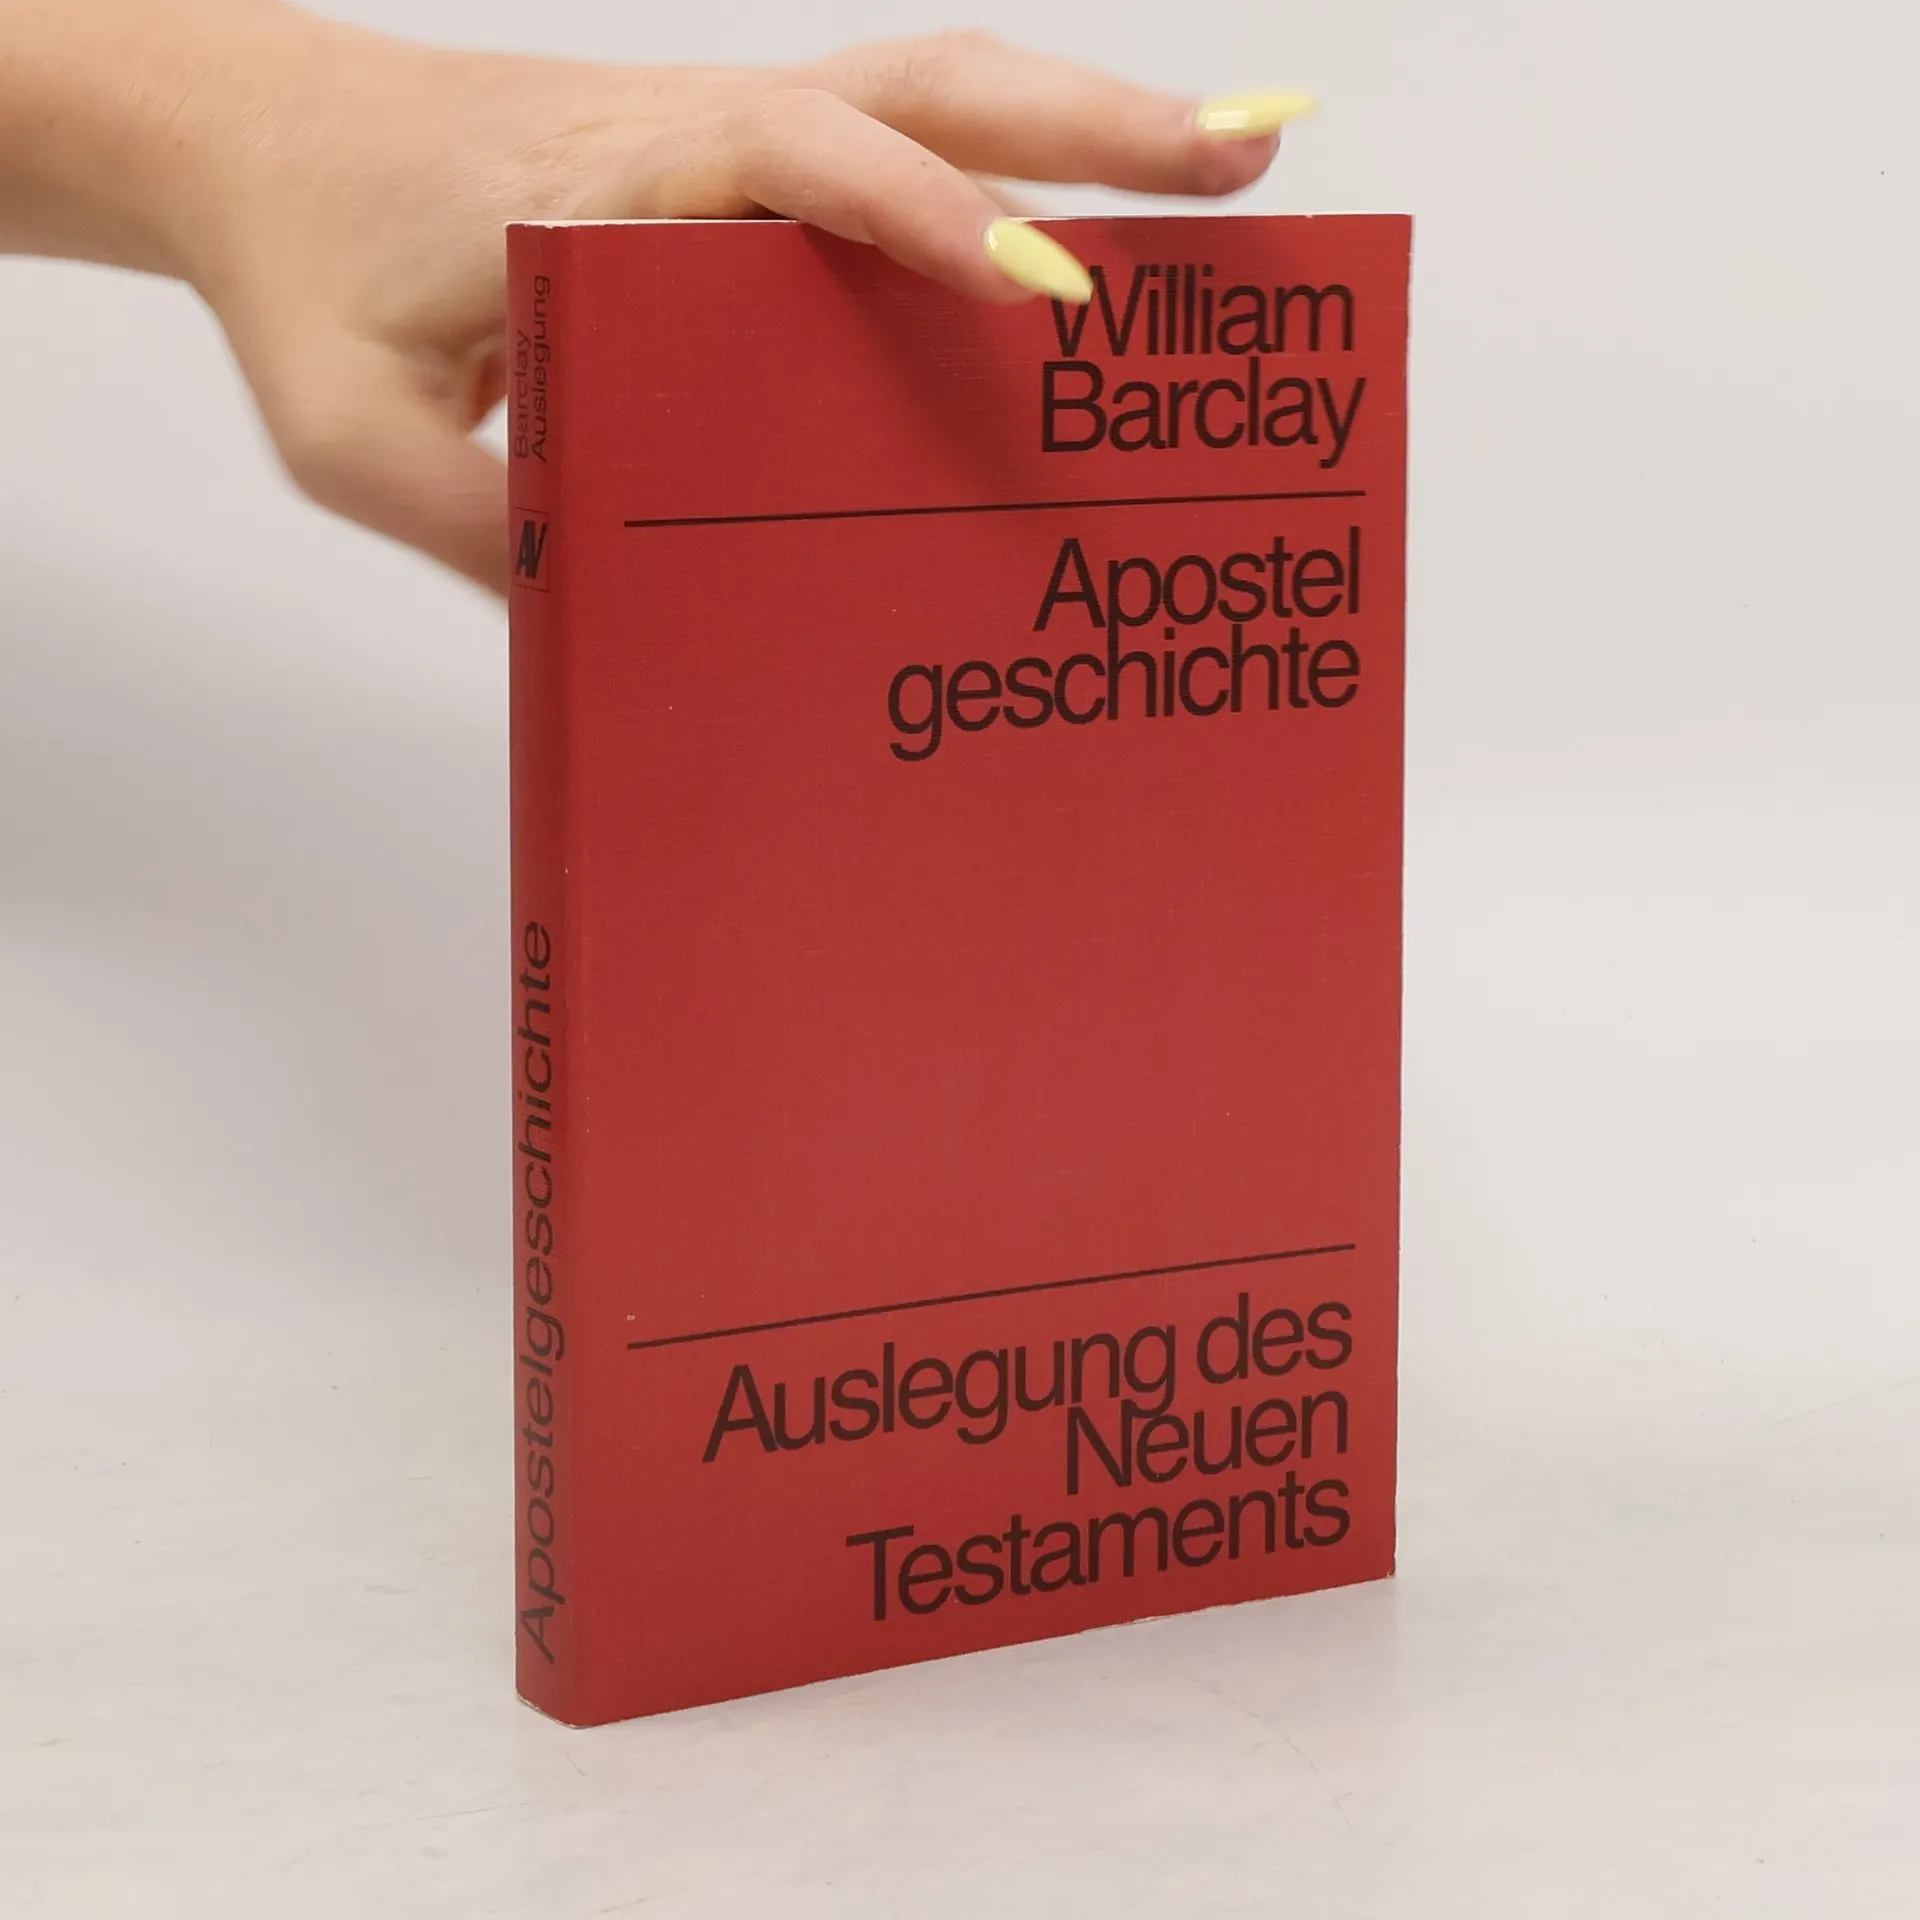 William
Barclay
Apostel
geschichte
Auslegung des
Neuen
Testaments
Barclay
Auslegung
AV
Apostelgeschichte